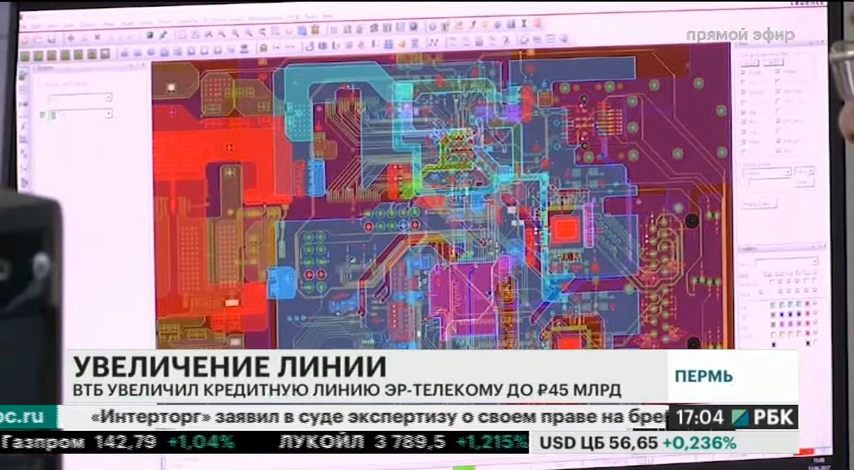 прямой эфир
УВЕЛИЧЕНИЕ ЛИНИИ
ВТБ УВЕЛИЧИЛ КРЕДИТНУЮ ЛИНИЮ ЭР-ТЕЛЕКОМУ ДО ₽45 МЛРД
ПЕРМЬ
bc.ru «Интерторг» заявил в суде экспертизу о своем праве на
17:04 РБК
Газпром 142,79 +1,04% ЛУКОЙЛ 3 789,5 +1,215%
USD ЦБ 56,65 +0,236%